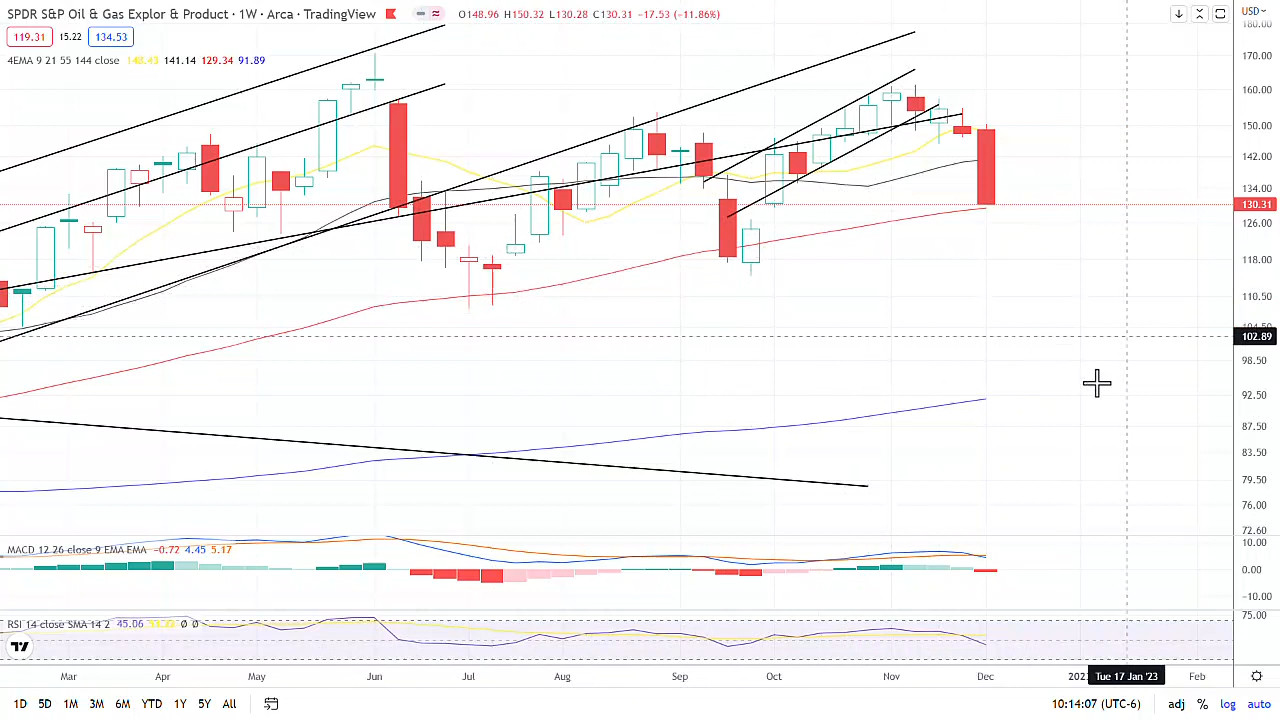 SPDR S&P Oil & Gas Explor & Product · 1W · Arca · TradingView O148.96 H150.32 L130.28 C130.31 −17.53 (−11.86%)
119.31 15.22 134.53
4EMA 9 21 55 144 close 148.43 141.14 129.34 91.89
USD
180.00
170.00
160.00
150.00
142.00
134.00
130.31
126.00
118.00
110.50
104.50
102.89
98.50
92.50
87.50
83.50
79.50
76.00
72.60
MACD 12 26 close 9 EMA EMA −0.72 4.45 5.17
10.00
0.00
−10.00
RSI 14 close SMA 14 2 45.06 Ø Ø
75.00
Mar Apr May Jun Jul Aug Sep Oct Nov Dec Tue 17 Jan '23 Feb
1D 5D 1M 3M 6M YTD 1Y 5Y All 10:14:07 (UTC-6) adj % log auto